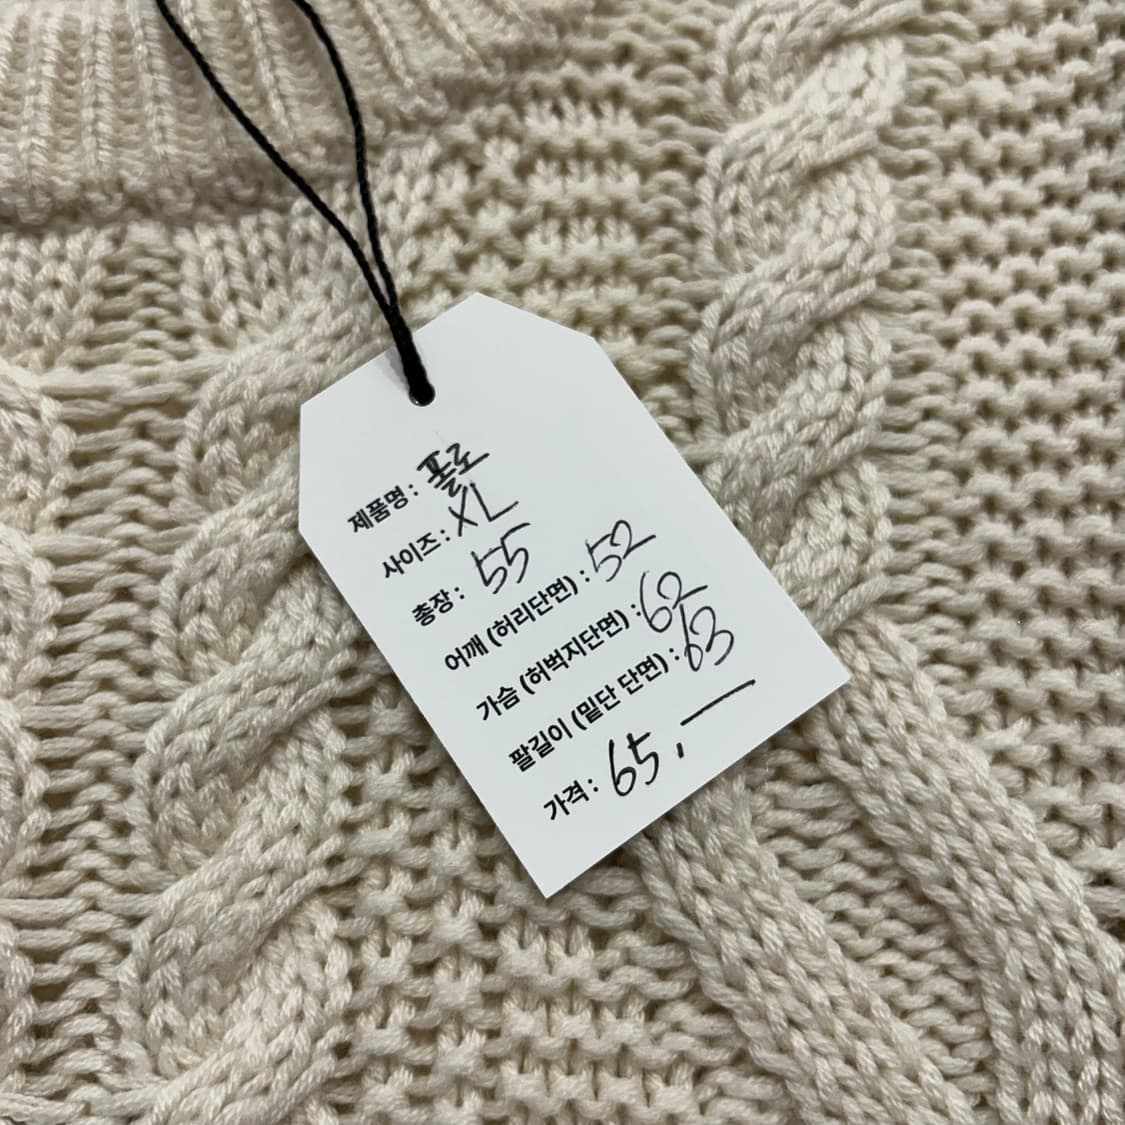 제품명 : 폴로
사이즈 : XL
총장 : 55
어깨 (허리단면) : 52
가슴 (허벅지단면) : 62
팔길이 (밑단 단면) : 63
가격 : 65,—